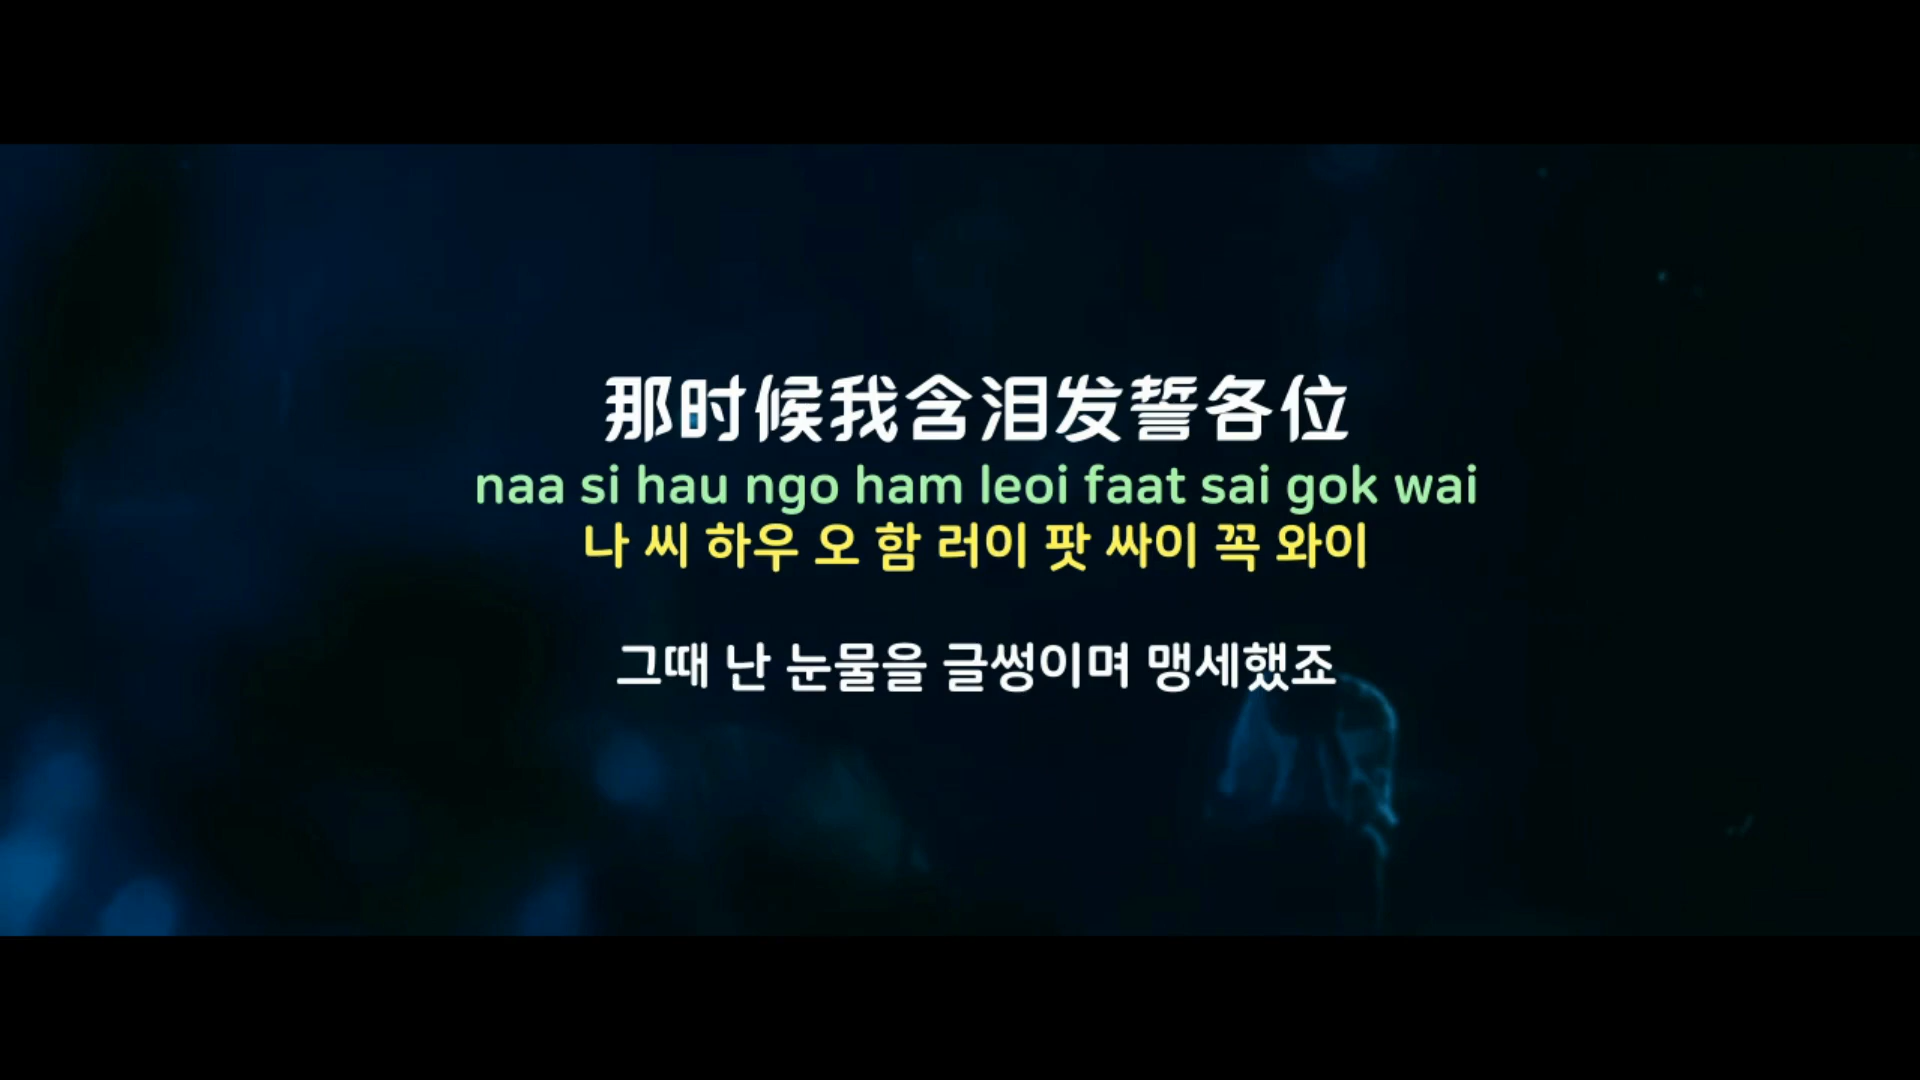 那时候我含泪发誓各位
naa si hau ngo ham leoi faat sai gok wai
나 씨 하우 오 함 러이 팟 싸이 꼭 와이
그때 난 눈물을 글썽이며 맹세했죠